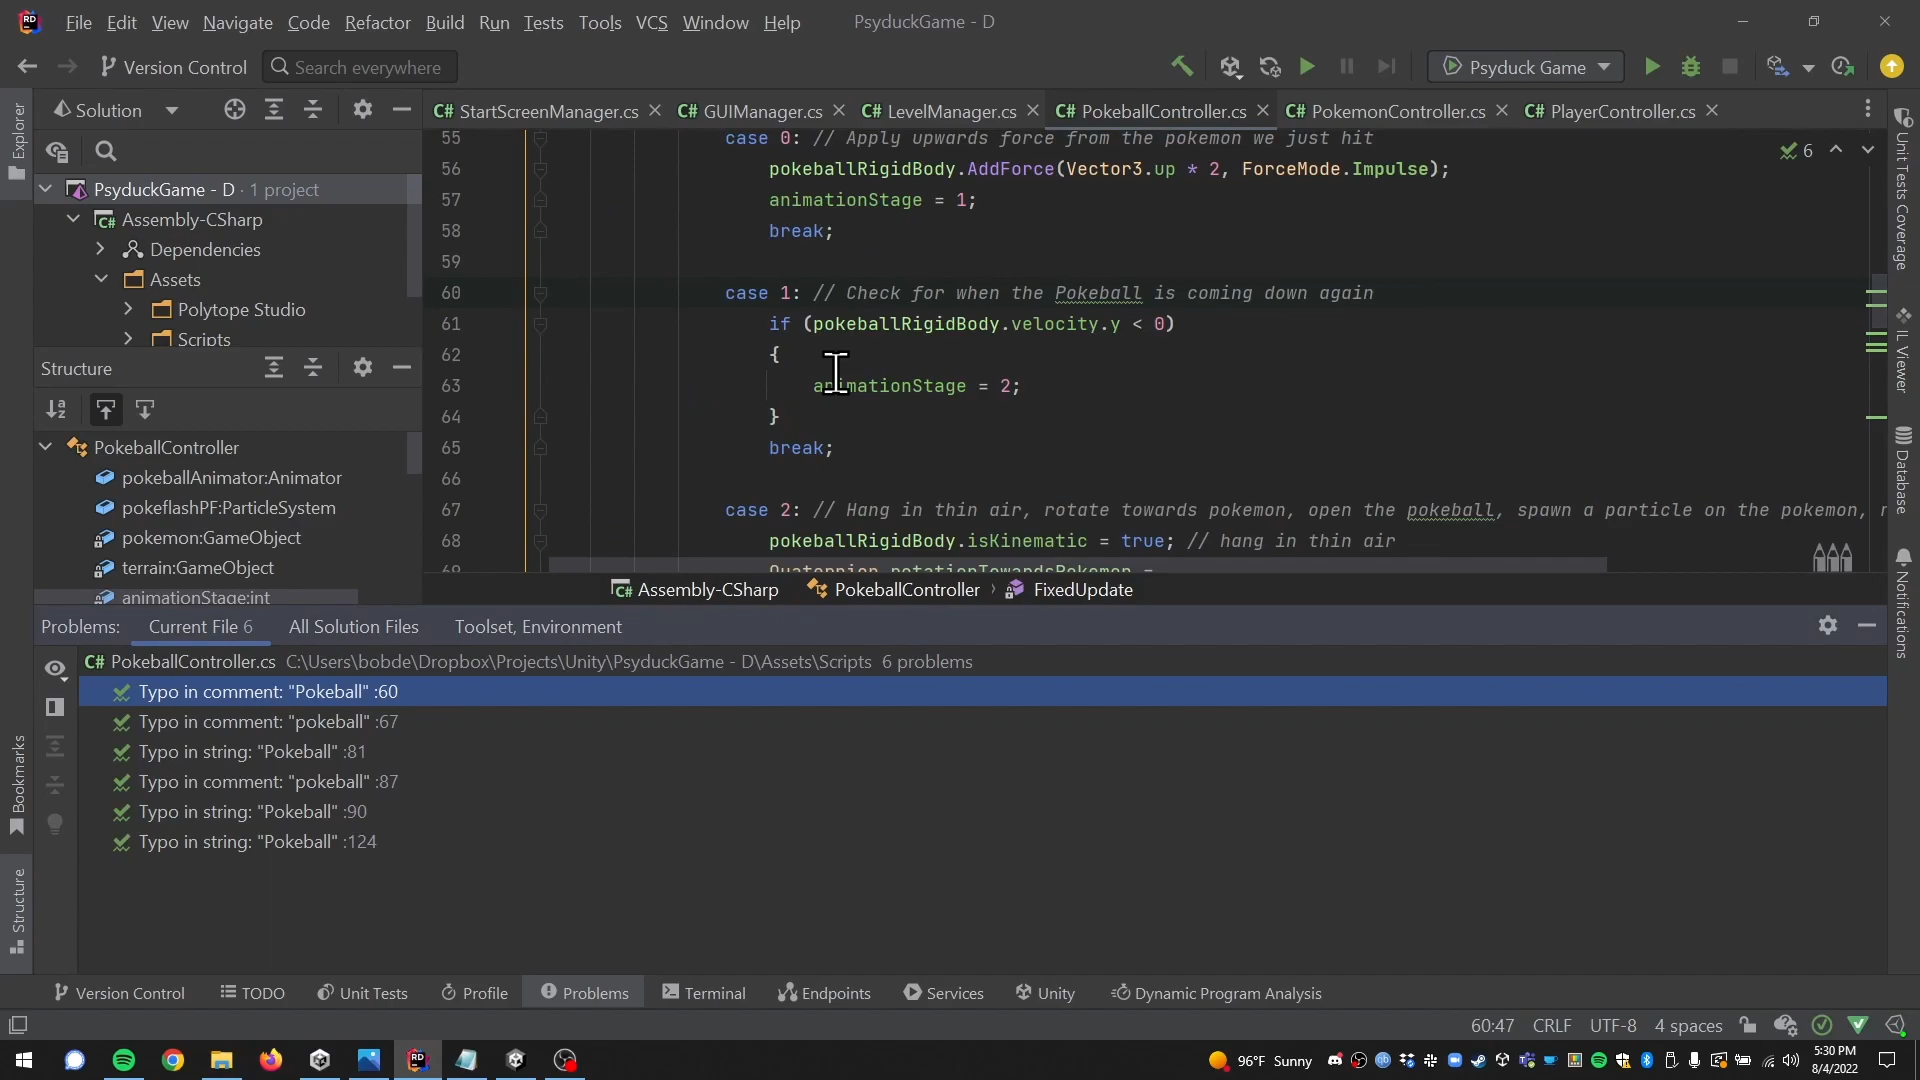 File Edit View Navigate Code Refactor Build Run Tests Tools VCS Window Help PsyduckGame - D
Version Control Search everywhere Psyduck Game
Explorer
Solution
StartScreenManager.cs GUIManager.cs LevelManager.cs PokeballController.cs PokemonController.cs PlayerController.cs
PsyduckGame - D · 1 project
Assembly-CSharp
Dependencies
Assets
Polytope Studio
Scripts
Structure
PokeballController
pokeballAnimator:Animator
pokeflashPF:ParticleSystem
pokemon:GameObject
terrain:GameObject
animationStage:int
55 case 0: // Apply upwards force from the pokemon we just hit
56 pokeballRigidBody.AddForce(Vector3.up * 2, ForceMode.Impulse);
57 animationStage = 1;
58 break;
59
60 case 1: // Check for when the Pokeball is coming down again
61 if (pokeballRigidBody.velocity.y < 0)
62 {
63 animationStage = 2;
64 }
65 break;
66
67 case 2: // Hang in thin air, rotate towards pokemon, open the pokeball, spawn a particle on the pokemon,
68 pokeballRigidBody.isKinematic = true; // hang in thin air
6
Unit Tests Coverage
IL Viewer
Database
Notifications
Assembly-CSharp PokeballController FixedUpdate
Problems: Current File 6 All Solution Files Toolset, Environment
C# PokeballController.cs C:\Users\bobde\Dropbox\Projects\Unity\PsyduckGame - D\Assets\Scripts 6 problems
Typo in comment: "Pokeball" :60
Typo in comment: "pokeball" :67
Typo in string: "Pokeball" :81
Typo in comment: "pokeball" :87
Typo in string: "Pokeball" :90
Typo in string: "Pokeball" :124
Bookmarks
Structure
Version Control TODO Unit Tests Profile Problems Terminal Endpoints Services Unity Dynamic Program Analysis
60:47 CRLF UTF-8 4 spaces
96°F Sunny
5:30 PM
8/4/2022